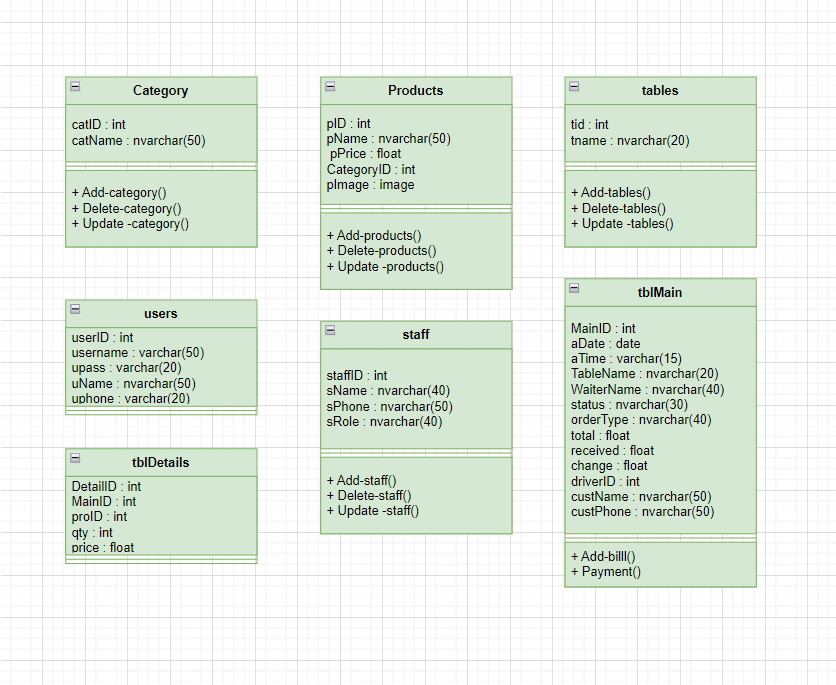 Category
catID : int
catName : nvarchar(50)
+ Add-category()
+ Delete-category()
+ Update -category()
Products
pID : int
pName : nvarchar(50)
pPrice : float
CategoryID : int
pImage : image
+ Add-products()
+ Delete-products()
+ Update -products()
tables
tid : int
tname : nvarchar(20)
+ Add-tables()
+ Delete-tables()
+ Update -tables()
users
userID : int
username : varchar(50)
upass : varchar(20)
uName : nvarchar(50)
uphone : varchar(20)
staff
staffID : int
sName : nvarchar(40)
sPhone : nvarchar(50)
sRole : nvarchar(40)
+ Add-staff()
+ Delete-staff()
+ Update -staff()
tblMain
MainID : int
aDate : date
aTime : varchar(15)
TableName : nvarchar(20)
WaiterName : nvarchar(40)
status : nvarchar(30)
orderType : nvarchar(40)
total : float
received : float
change : float
driverID : int
custName : nvarchar(50)
custPhone : nvarchar(50)
+ Add-billl()
+ Payment()
tblDetails
DetailID : int
MainID : int
proID : int
qty : int
price : float